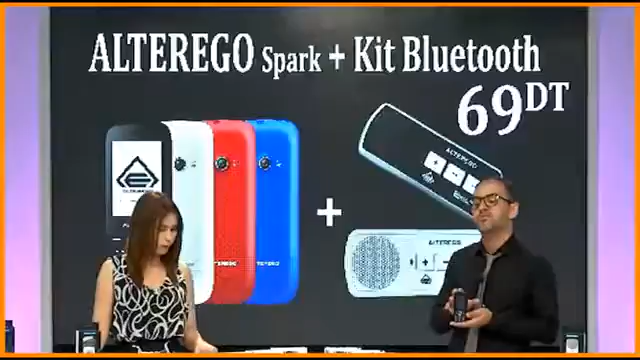 ALTEREGO Spark + Kit Bluetooth
69DT
+
ALTEREGO
ALTEREGO